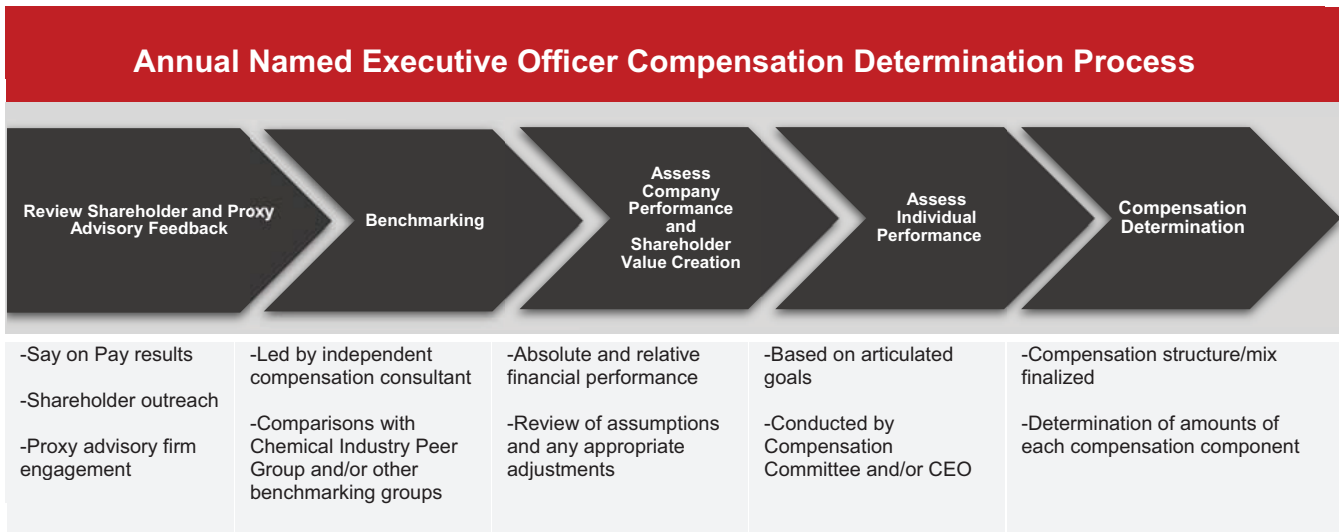 Annual Named Executive Officer Compensation Determination Process
Review Shareholder and Proxy
Advisory Feedback
Benchmarking
Assess
Company
Performance
and
Shareholder
Value Creation
Assess
Individual
Performance
Compensation
Determination
-Say on Pay results
-Shareholder outreach
-Proxy advisory firm
engagement
-Led by independent
compensation consultant
-Comparisons with
Chemical Industry Peer
Group and/or other
benchmarking groups
-Absolute and relative
financial performance
-Review of assumptions
and any appropriate
adjustments
-Based on articulated
goals
-Conducted by
Compensation
Committee and/or CEO
-Compensation structure/mix
finalized
-Determination of amounts of
each compensation component